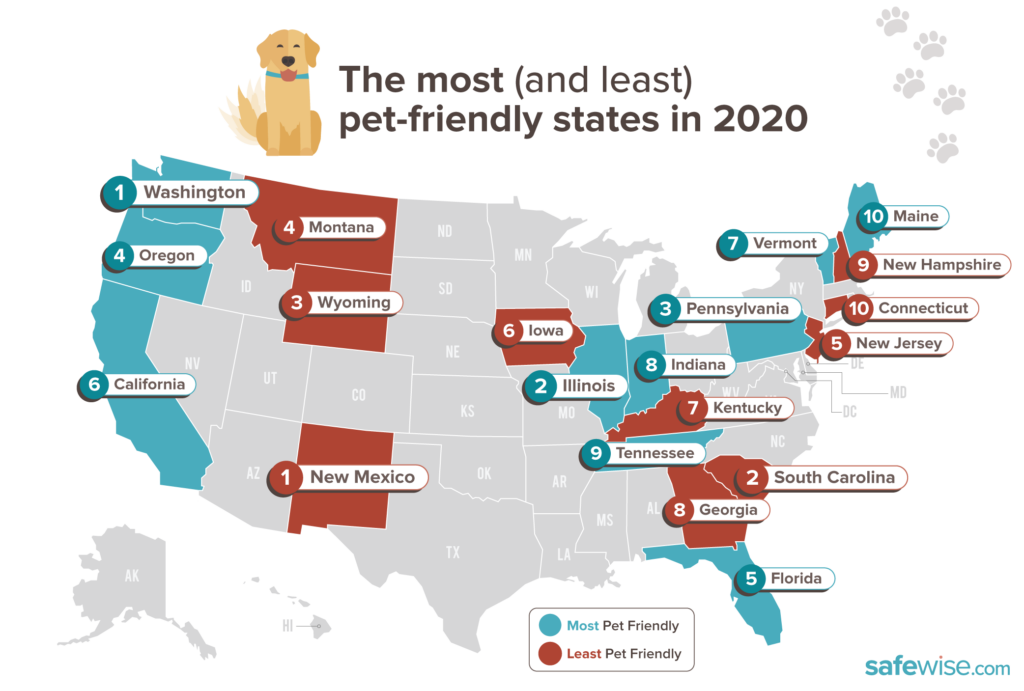 The most (and least)
pet-friendly states in 2020
1 Washington
4 Montana
ND
MN
10 Maine
7 Vermont
4 Oregon
9 New Hampshire
ID
SD
WI
NY
3 Wyoming
3 Pennsylvania
10 Connecticut
6 Iowa
5 New Jersey
NE
NV
8 Indiana
DE
UT
6 California
2 Illinois
CO
WV
MD
KS
MO
7 Kentucky
DC
NC
9 Tennessee
AZ
1 New Mexico
OK
AR
2 South Carolina
AL
8 Georgia
MS
TX
LA
AK
5 Florida
HI
Most Pet Friendly
Least Pet Friendly
safewise.com